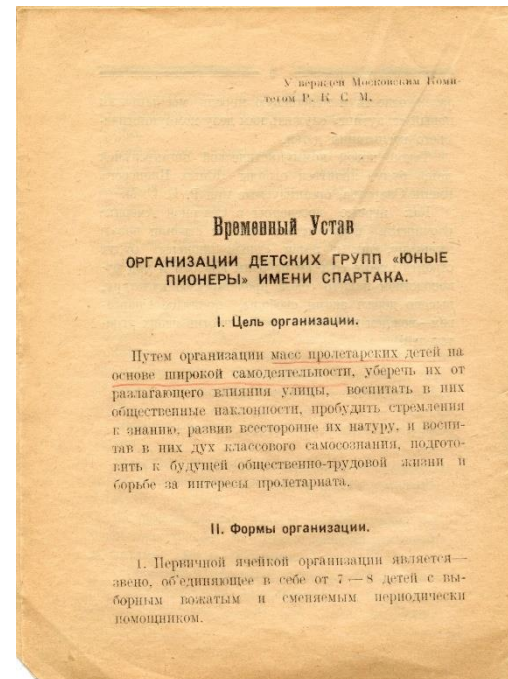 Утвержден Московским Коми-
тетом Р. К. С. М.
Временный Устав
ОРГАНИЗАЦИИ ДЕТСКИХ ГРУПП «ЮНЫЕ
ПИОНЕРЫ» ИМЕНИ СПАРТАКА.
I. Цель организации.
Путем организации масс пролетарских детей на
основе широкой самодеятельности, уберечь их от
разлагающего влияния улицы, воспитать в них
общественные наклонности, пробудить стремления
к знанию, развив всесторонне их натуру, и воспи-
тав в них дух классового самосознания, подгото-
вить к будущей общественно-трудовой жизни и
борьбе за интересы пролетариата.
II. Формы организации.
1. Первичной ячейкой организации является—
звено, об'единяющее в себе от 7—8 детей с вы-
борным вожатым и сменяемым периодически
помощником.